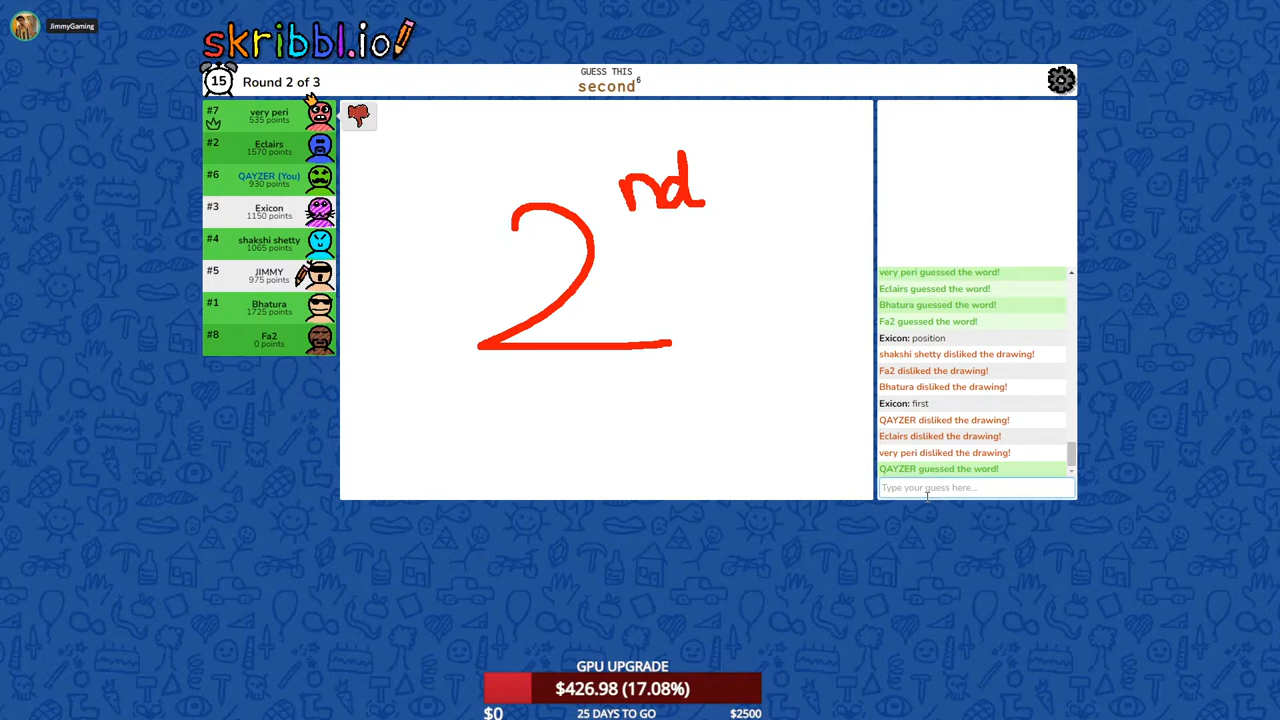 JimmyGaming
skribbl.io
15
Round 2 of 3
GUESS THIS
second 6
#7
very peri
535 points
#2
Eclairs
1570 points
#6
QAYZER (You)
930 points
#3
Exicon
1150 points
#4
shakshi shetty
1065 points
#5
JIMMY
975 points
#1
Bhatura
1725 points
#8
Fa2
0 points
2nd
very peri guessed the word!
Eclairs guessed the word!
Bhatura guessed the word!
Fa2 guessed the word!
Exicon: position
shakshi shetty disliked the drawing!
Fa2 disliked the drawing!
Bhatura disliked the drawing!
Exicon: first
QAYZER disliked the drawing!
Eclairs disliked the drawing!
very peri disliked the drawing!
QAYZER guessed the word!
Type your guess here...
GPU UPGRADE
$426.98 (17.08%)
$0 25 DAYS TO GO $2500